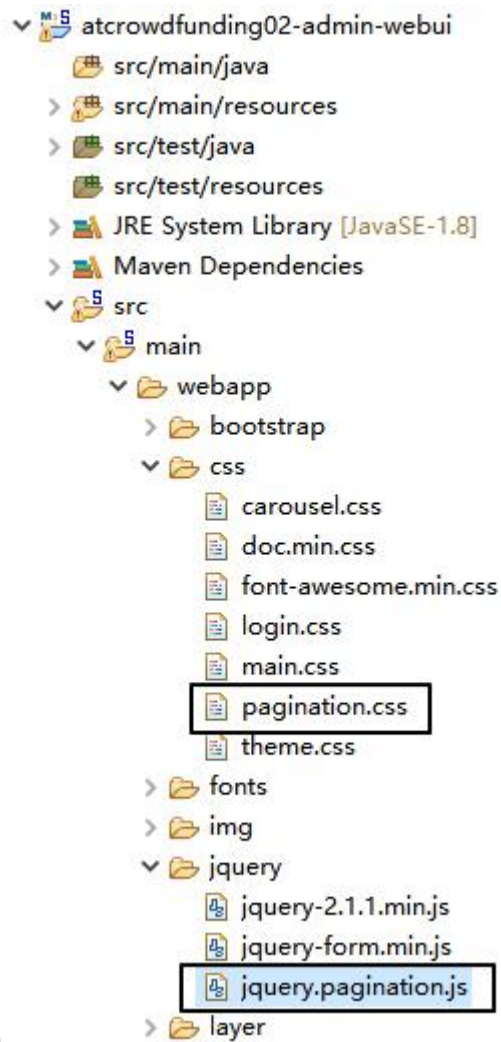 atcrowdfunding02-admin-webui
src/main/java
src/main/resources
src/test/java
src/test/resources
JRE System Library [JavaSE-1.8]
Maven Dependencies
src
main
webapp
bootstrap
css
carousel.css
doc.min.css
font-awesome.min.css
login.css
main.css
pagination.css
theme.css
fonts
img
jquery
jquery-2.1.1.min.js
jquery-form.min.js
jquery.pagination.js
layer